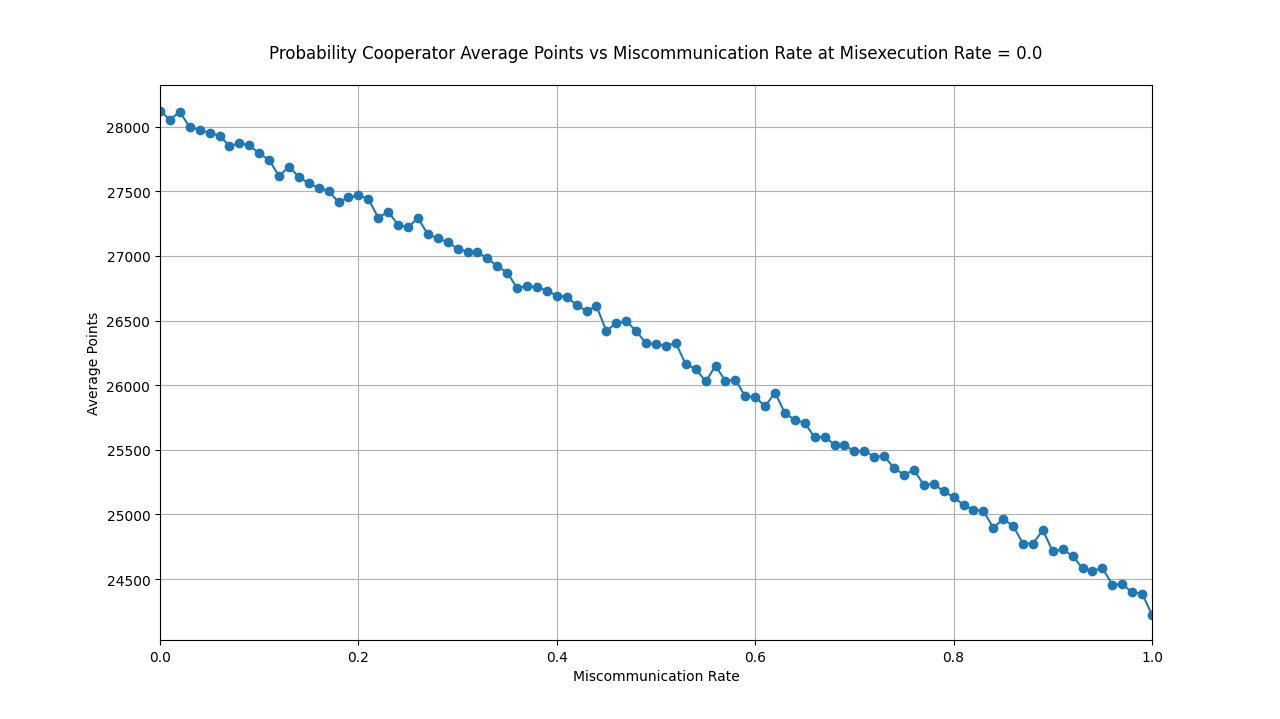 Probability Cooperator Average Points vs Miscommunication Rate at Misexecution Rate = 0.0
28000
27500
27000
26500
26000
25500
25000
24500
Average Points
0.0 0.2 0.4 0.6 0.8 1.0
Miscommunication Rate